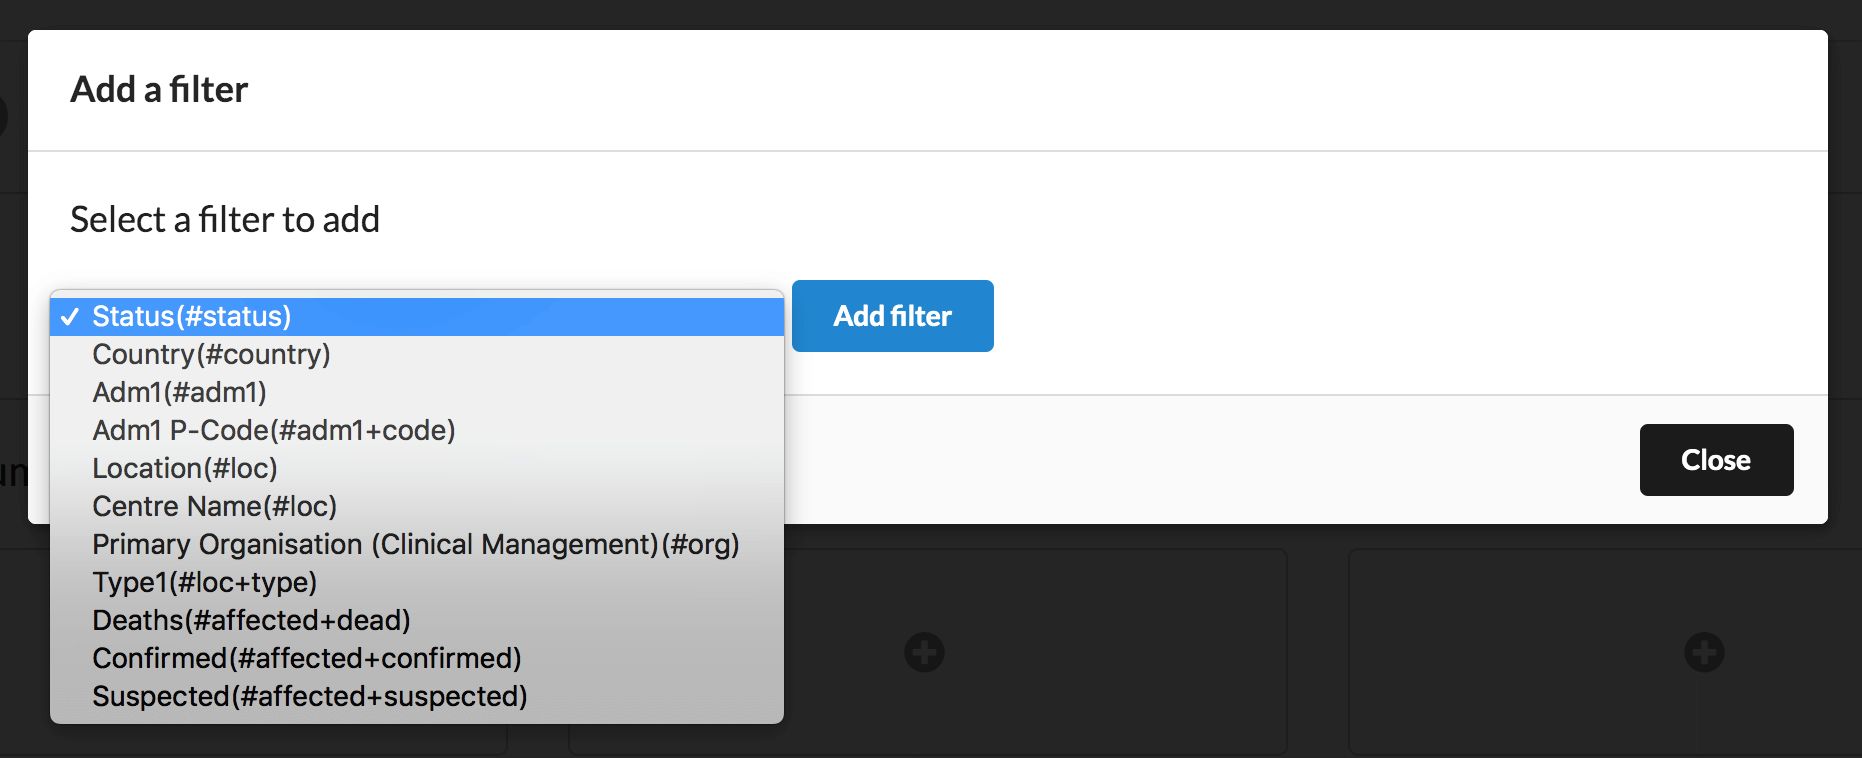 Add a filter
Select a filter to add
✓ Status(#status)
Country(#country)
Adm1(#adm1)
Adm1 P-Code(#adm1+code)
Location(#loc)
Centre Name(#loc)
Primary Organisation (Clinical Management)(#org)
Type1(#loc+type)
Deaths(#affected+dead)
Confirmed(#affected+confirmed)
Suspected(#affected+suspected)
Add filter
Close